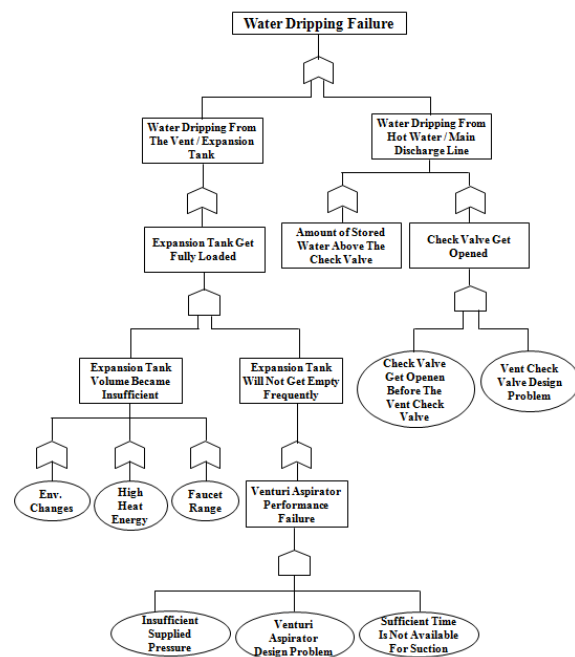 Water Dripping Failure
Water Dripping From
The Vent / Expansion
Tank
Water Dripping From
Hot Water / Main
Discharge Line
Expansion Tank Get
Fully Loaded
Amount of Stored
Water Above The
Check Valve
Check Valve Get
Opened
Expansion Tank
Volume Became
Insufficient
Expansion Tank
Will Not Get Empty
Frequently
Check Valve
Get Openen
Before The
Vent Check
Valve
Vent Check
Valve Design
Problem
Env.
Changes
High
Heat
Energy
Faucet
Range
Venturi Aspirator
Performance
Failure
Insufficient
Supplied
Pressure
Venturi
Aspirator
Design Problem
Sufficient Time
Is Not Available
For Suction